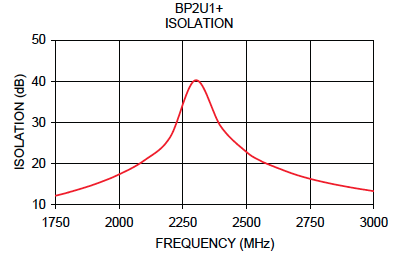 BP2U1+
ISOLATION
50
40
30
20
10
ISOLATION (dB)
1750 2000 2250 2500 2750 3000
FREQUENCY (MHz)